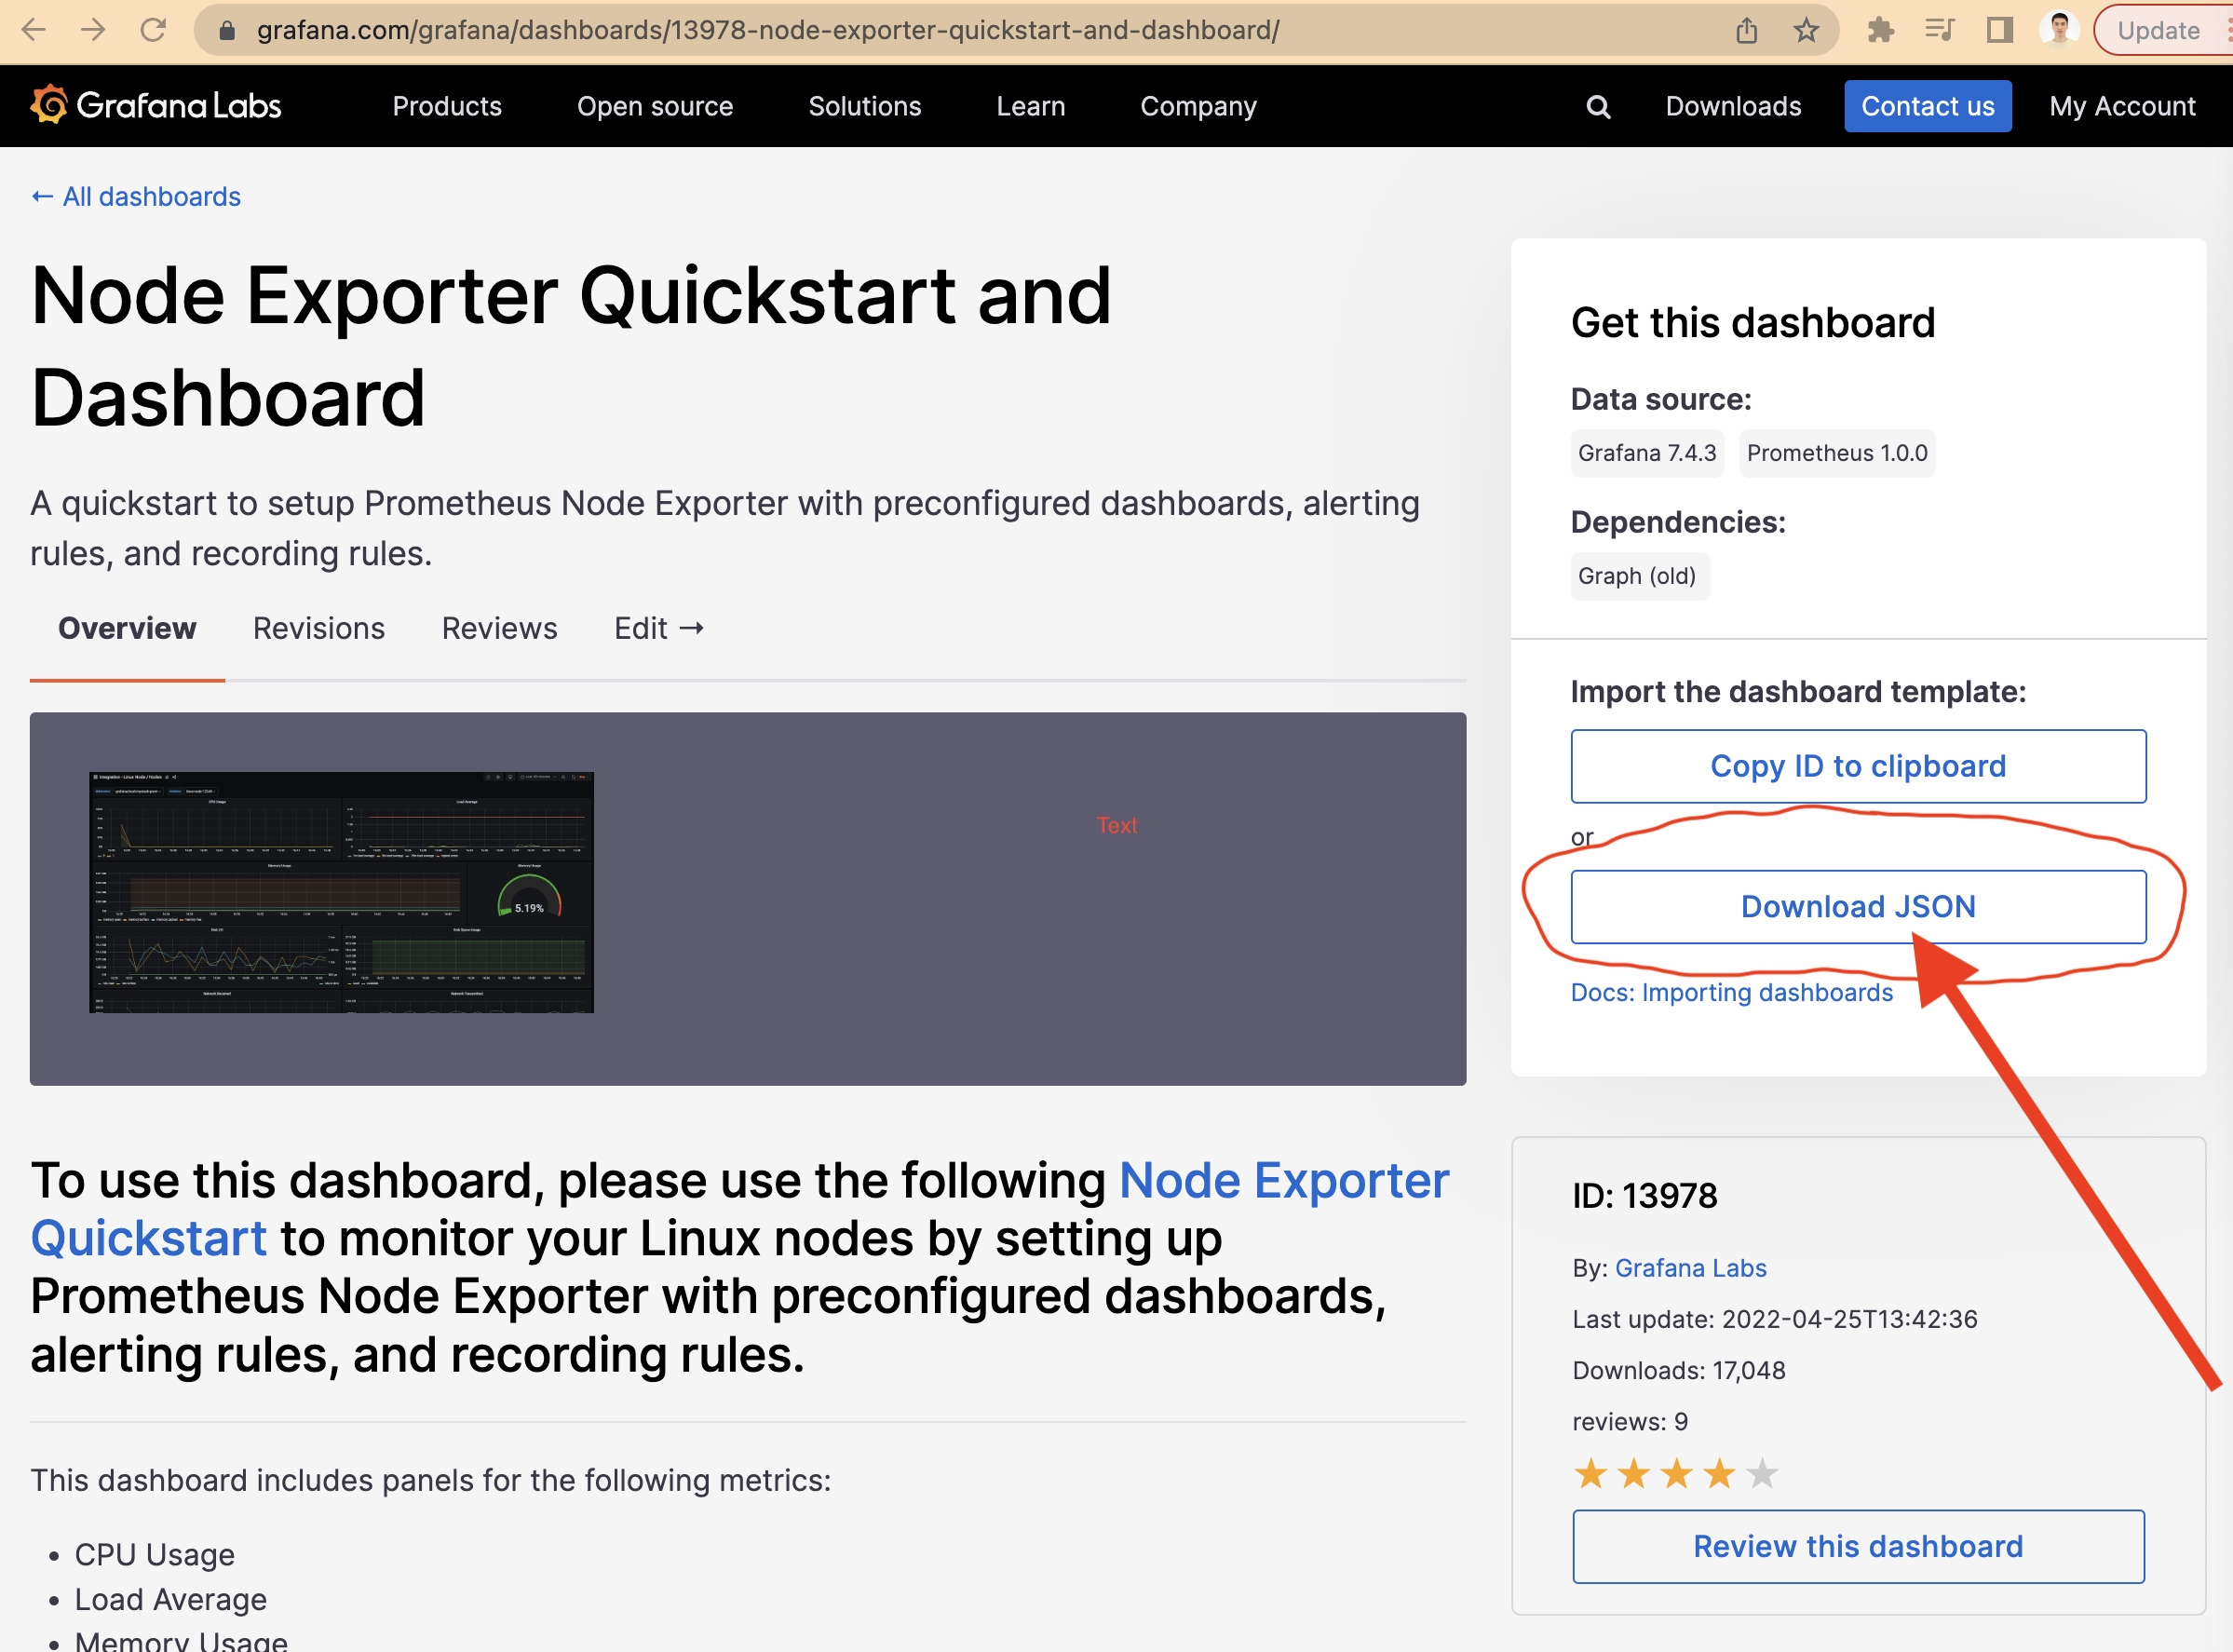 grafana.com/grafana/dashboards/13978-node-exporter-quickstart-and-dashboard/
Update
Grafana Labs
Products
Open source
Solutions
Learn
Company
Downloads
Contact us
My Account
← All dashboards
Node Exporter Quickstart and
Dashboard
A quickstart to setup Prometheus Node Exporter with preconfigured dashboards, alerting
rules, and recording rules.
Overview
Revisions
Reviews
Edit →
Text
5.19%
To use this dashboard, please use the following Node Exporter
Quickstart to monitor your Linux nodes by setting up
Prometheus Node Exporter with preconfigured dashboards,
alerting rules, and recording rules.
This dashboard includes panels for the following metrics:
• CPU Usage
• Load Average
• Memory Usage
Get this dashboard
Data source:
Grafana 7.4.3
Prometheus 1.0.0
Dependencies:
Graph (old)
Import the dashboard template:
Copy ID to clipboard
or
Download JSON
Docs: Importing dashboards
ID: 13978
By: Grafana Labs
Last update: 2022-04-25T13:42:36
Downloads: 17,048
reviews: 9
Review this dashboard